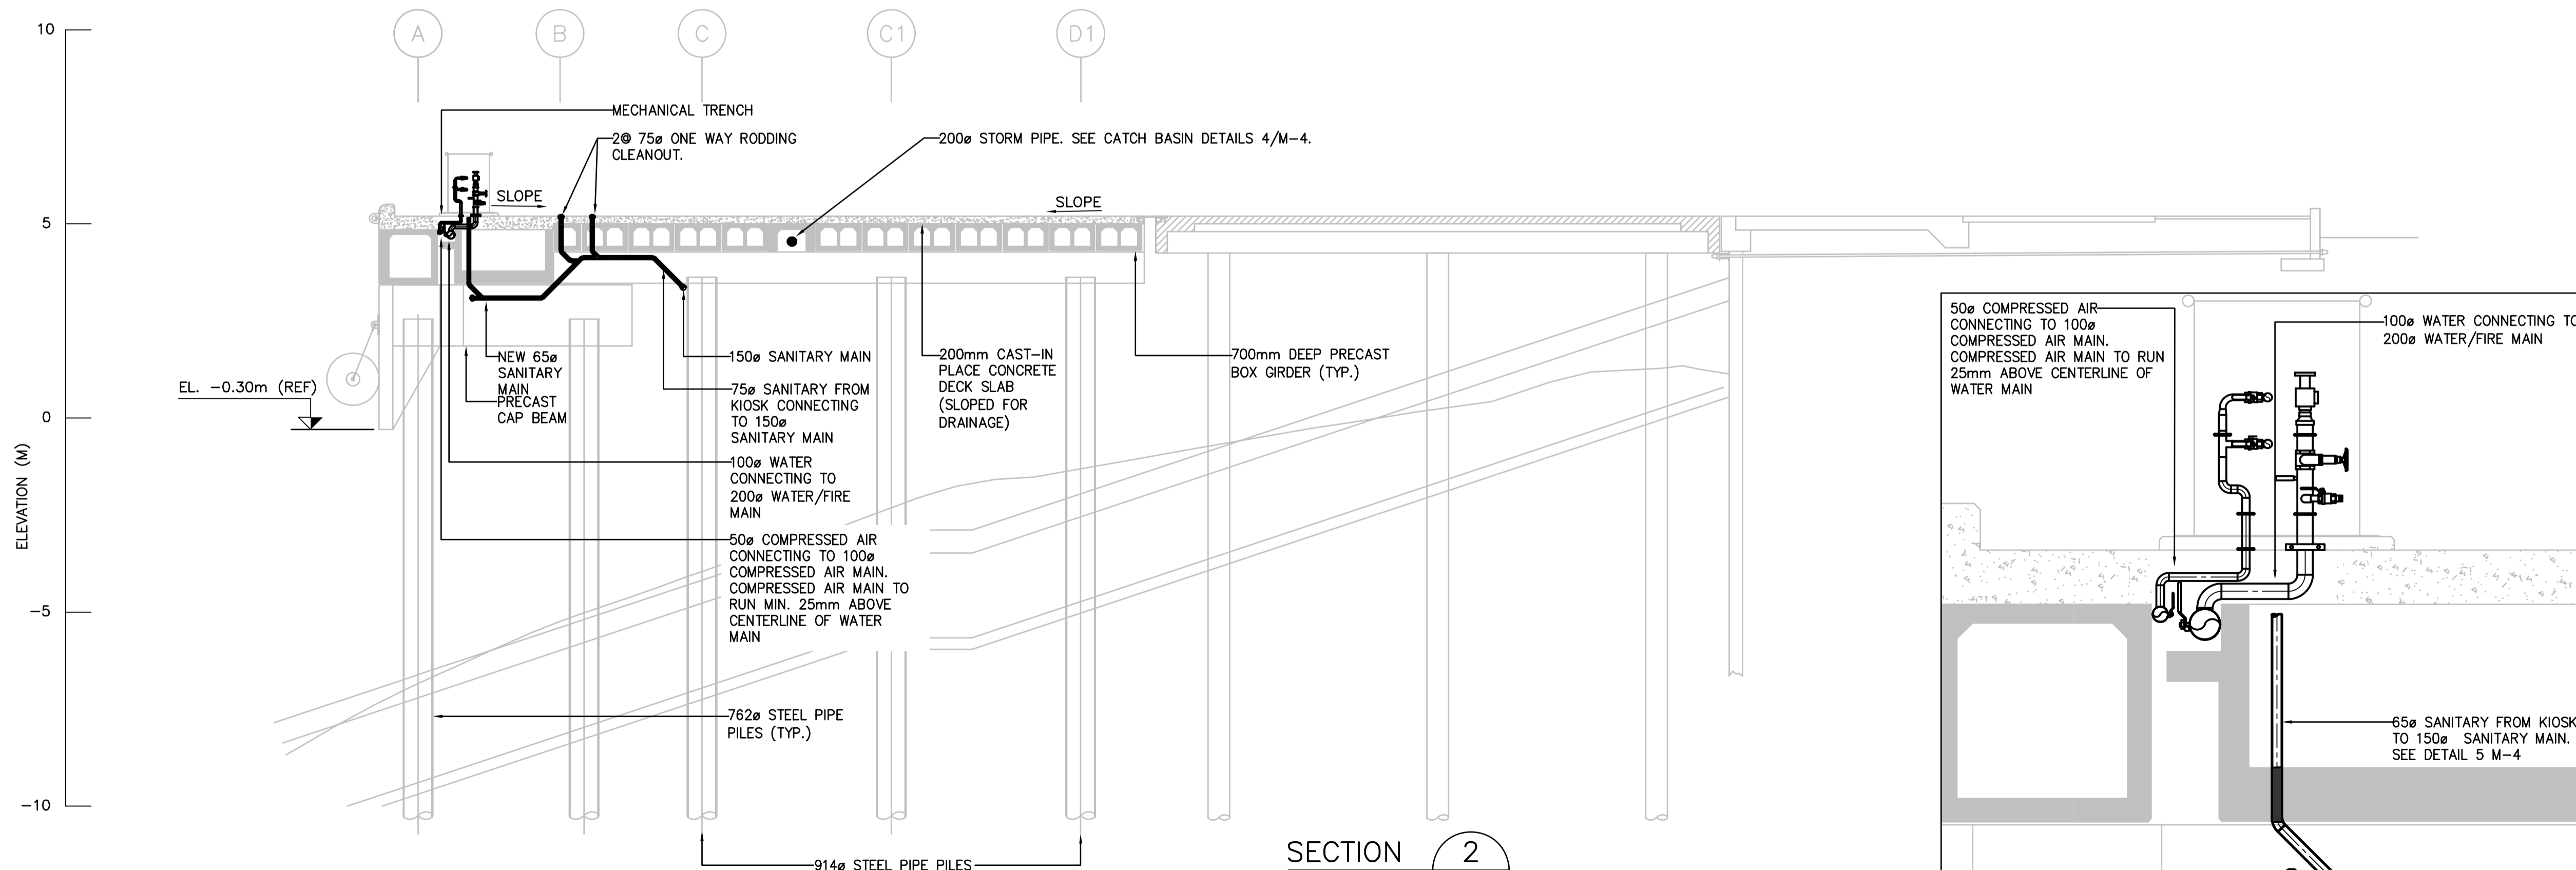 10
5
0
-5
-10
ELEVATION (M)
A
B
C
C1
D1
MECHANICAL TRENCH
2@ 75ø ONE WAY RODDING
CLEANOUT.
200ø STORM PIPE. SEE CATCH BASIN DETAILS 4/M-4.
SLOPE
SLOPE
EL. -0.30m (REF)
NEW 65ø
SANITARY
MAIN
PRECAST
CAP BEAM
150ø SANITARY MAIN
75ø SANITARY FROM
KIOSK CONNECTING
TO 150ø
SANITARY MAIN
100ø WATER
CONNECTING TO
200ø WATER/FIRE
MAIN
50ø COMPRESSED AIR
CONNECTING TO 100ø
COMPRESSED AIR MAIN.
COMPRESSED AIR MAIN TO
RUN MIN. 25mm ABOVE
CENTERLINE OF WATER
MAIN
762ø STEEL PIPE
PILES (TYP.)
914ø STEEL PIPE PILES
200mm CAST-IN
PLACE CONCRETE
DECK SLAB
(SLOPED FOR
DRAINAGE)
700mm DEEP PRECAST
BOX GIRDER (TYP.)
SECTION 2
50ø COMPRESSED AIR
CONNECTING TO 100ø
COMPRESSED AIR MAIN.
COMPRESSED AIR MAIN TO RUN
25mm ABOVE CENTERLINE OF
WATER MAIN
100ø WATER CONNECTING TO
200ø WATER/FIRE MAIN
65ø SANITARY FROM KIOSK
TO 150ø SANITARY MAIN.
SEE DETAIL 5 M-4